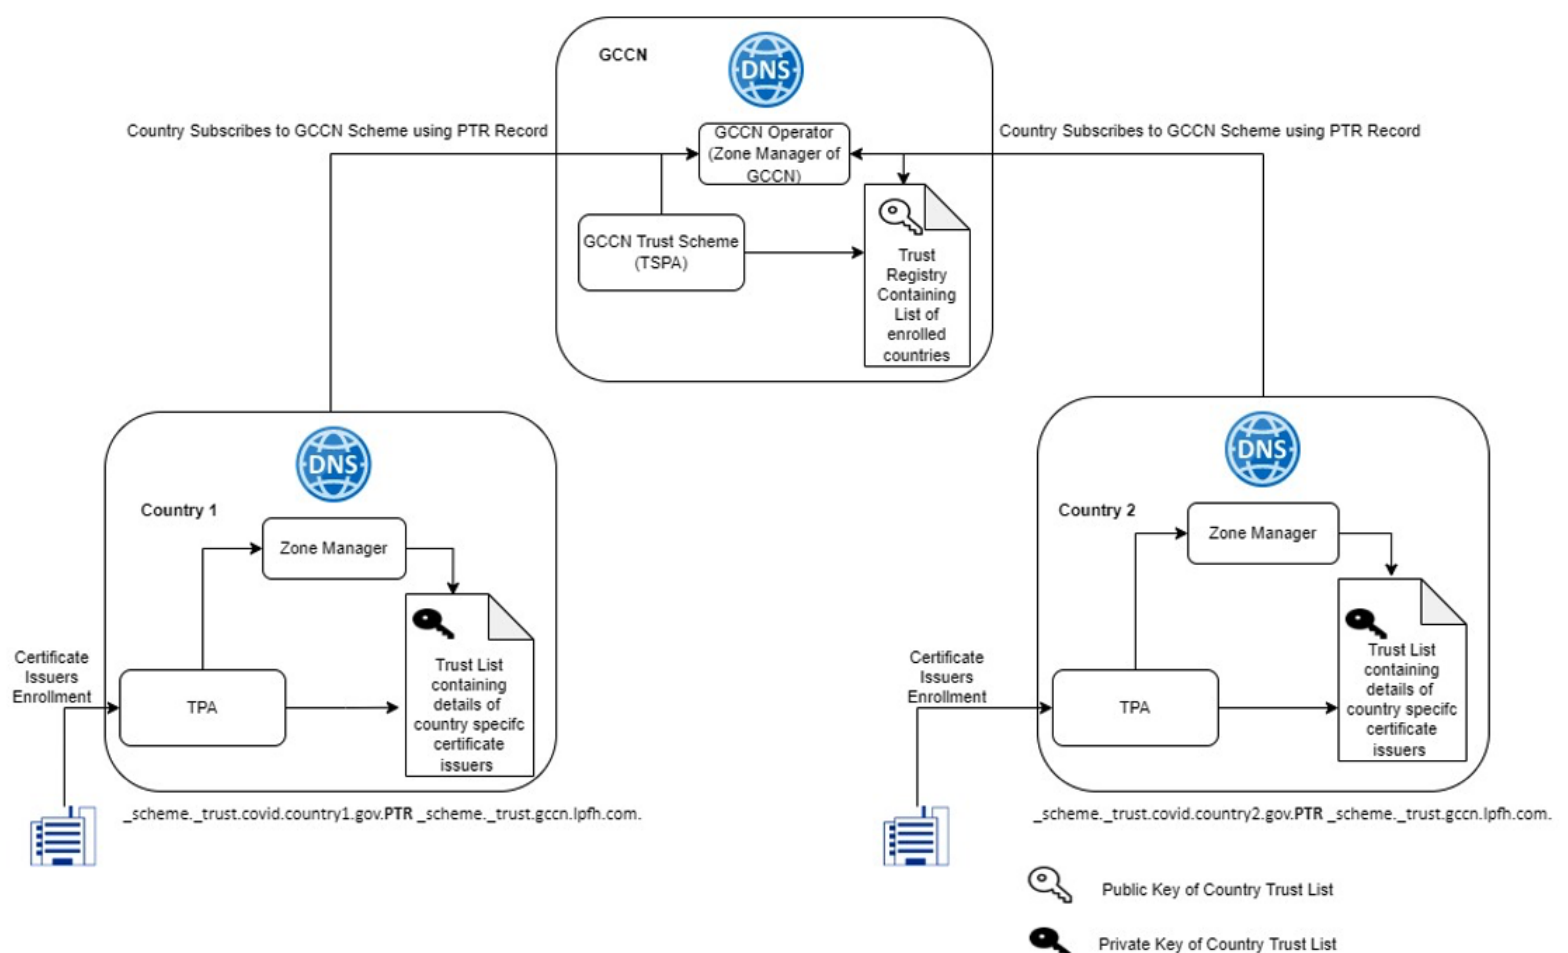 GCCN
DNS
Country Subscribes to GCCN Scheme using PTR Record
GCCN Operator
(Zone Manager of
GCCN)
Country Subscribes to GCCN Scheme using PTR Record
GCCN Trust Scheme
(TSPA)
Trust
Registry
Containing
List of
enrolled
countries
DNS
Country 1
Zone Manager
Certificate
Issuers
Enrollment
TPA
Trust List
containing
details of
country specifc
certificate
issuers
_scheme._trust.covid.country1.gov.PTR _scheme._trust.gccn.lpfh.com.
DNS
Country 2
Zone Manager
Certificate
Issuers
Enrollment
TPA
Trust List
containing
details of
country specifc
certificate
issuers
_scheme._trust.covid.country2.gov.PTR _scheme._trust.gccn.lpfh.com.
Public Key of Country Trust List
Private Key of Country Trust List